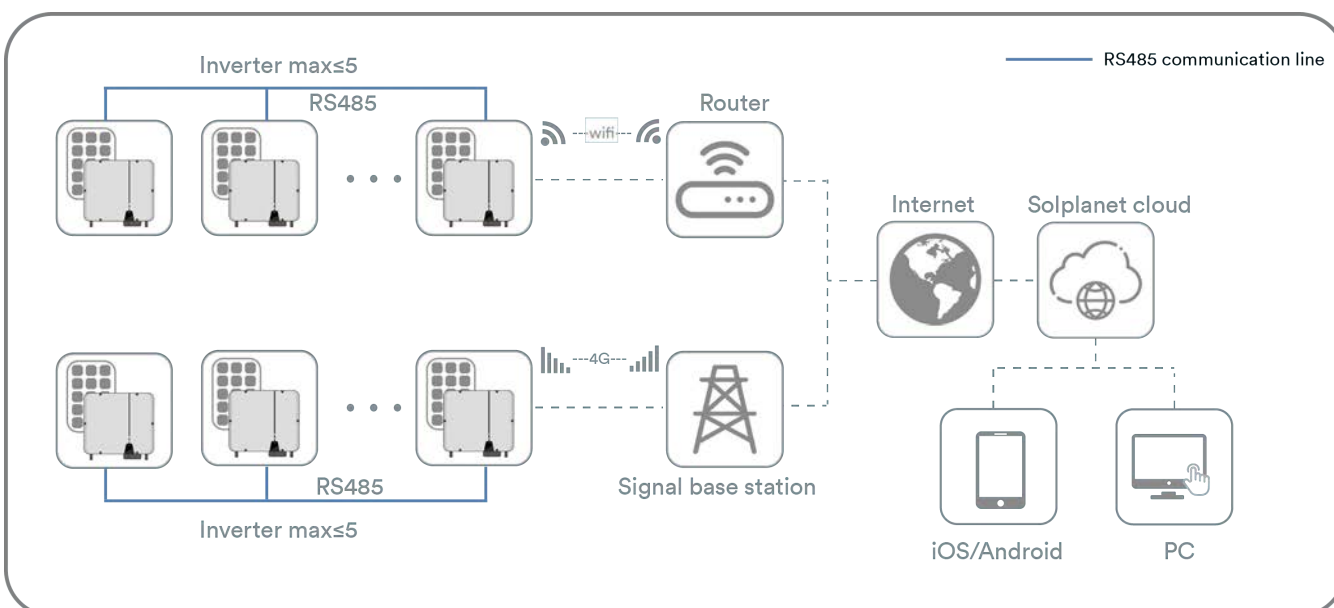 Inverter max≤5
RS485 communication line
RS485
Router
wifi
Internet
Solplanet cloud
4G
RS485
Signal base station
Inverter max≤5
iOS/Android
PC